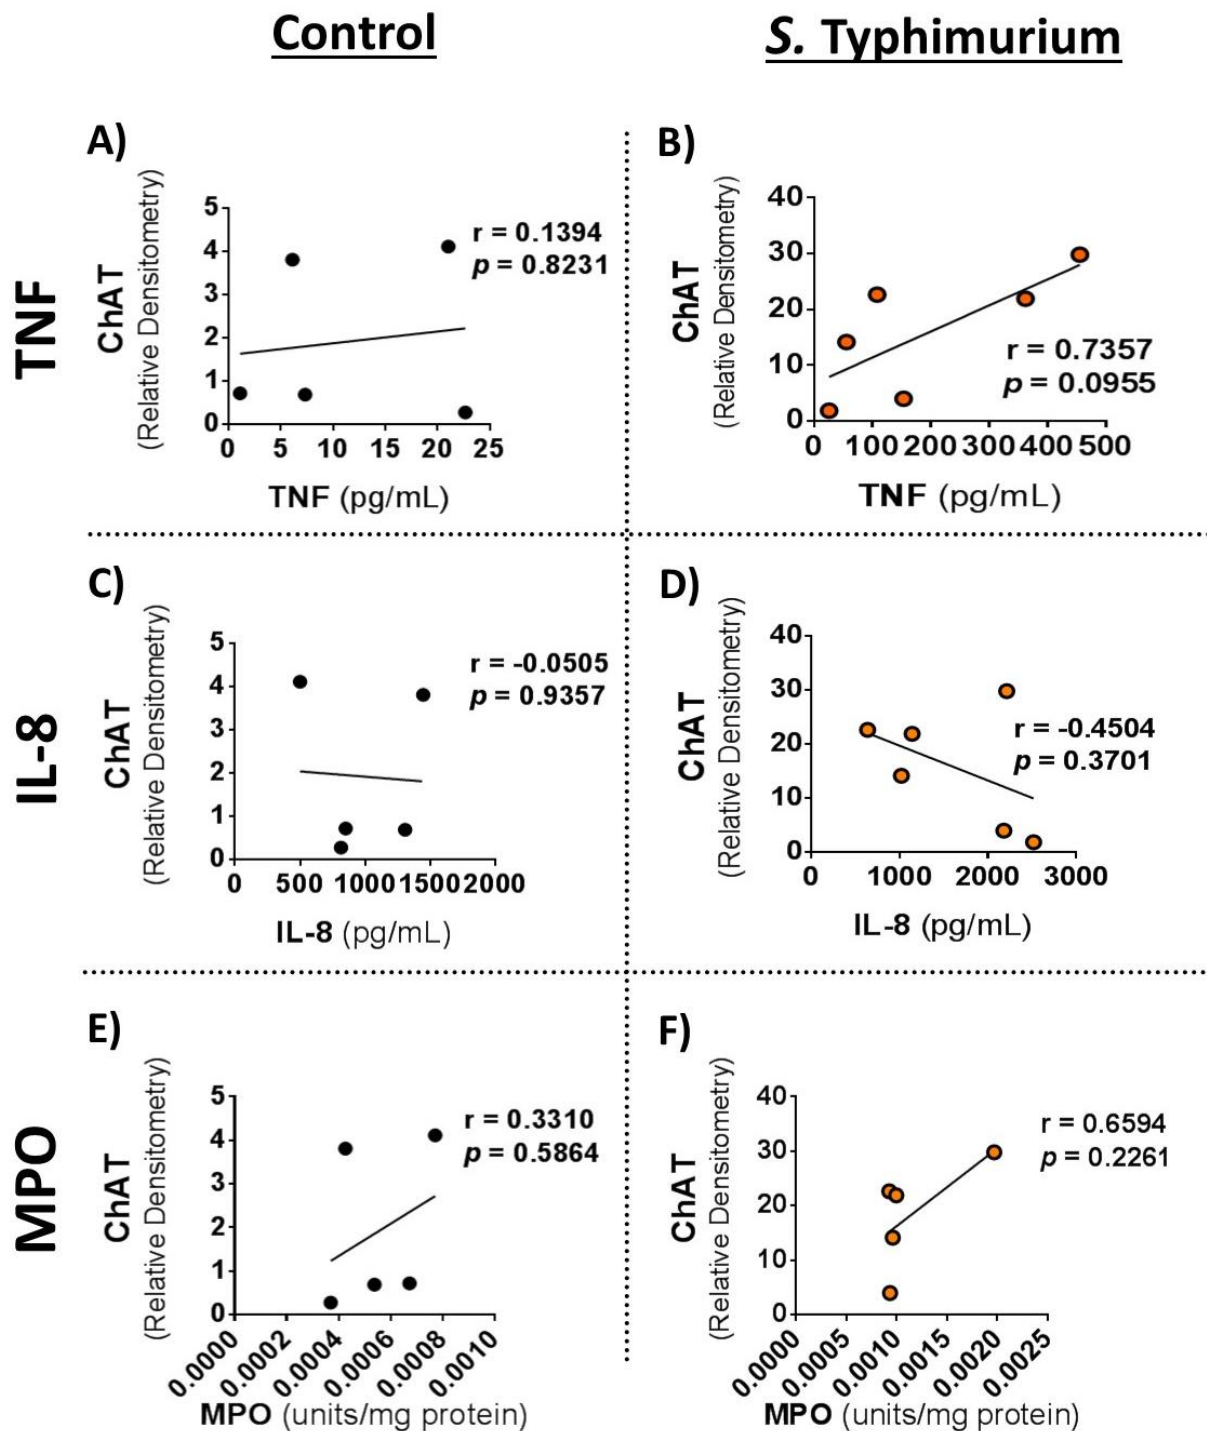 Control
S. Typhimurium
TNF
A)
ChAT
(Relative Densitometry)
5
4
3
2
1
0
r = 0.1394
p = 0.8231
0 5 10 15 20 25
TNF (pg/mL)
B)
ChAT
(Relative Densitometry)
40
30
20
10
0
r = 0.7357
p = 0.0955
0 100 200 300 400 500
TNF (pg/mL)
IL-8
C)
ChAT
(Relative Densitometry)
5
4
3
2
1
0
r = -0.0505
p = 0.9357
0 500 1000 1500 2000
IL-8 (pg/mL)
D)
ChAT
(Relative Densitometry)
40
30
20
10
0
r = -0.4504
p = 0.3701
0 1000 2000 3000
IL-8 (pg/mL)
MPO
E)
ChAT
(Relative Densitometry)
5
4
3
2
1
0
r = 0.3310
p = 0.5864
0.0000 0.0002 0.0004 0.0006 0.0008 0.0010
MPO (units/mg protein)
F)
ChAT
(Relative Densitometry)
40
30
20
10
0
r = 0.6594
p = 0.2261
0.0000 0.0005 0.0010 0.0015 0.0020 0.0025
MPO (units/mg protein)